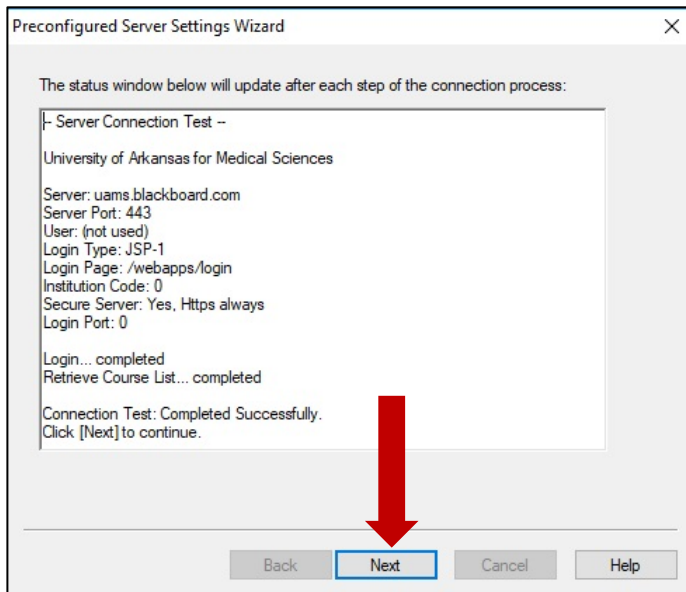 Preconfigured Server Settings Wizard
The status window below will update after each step of the connection process:
-- Server Connection Test --
University of Arkansas for Medical Sciences
Server: uams.blackboard.com
Server Port: 443
User: (not used)
Login Type: JSP-1
Login Page: /webapps/login
Institution Code: 0
Secure Server: Yes, Https always
Login Port: 0
Login... completed
Retrieve Course List... completed
Connection Test: Completed Successfully.
Click [Next] to continue.
Back Next Cancel Help